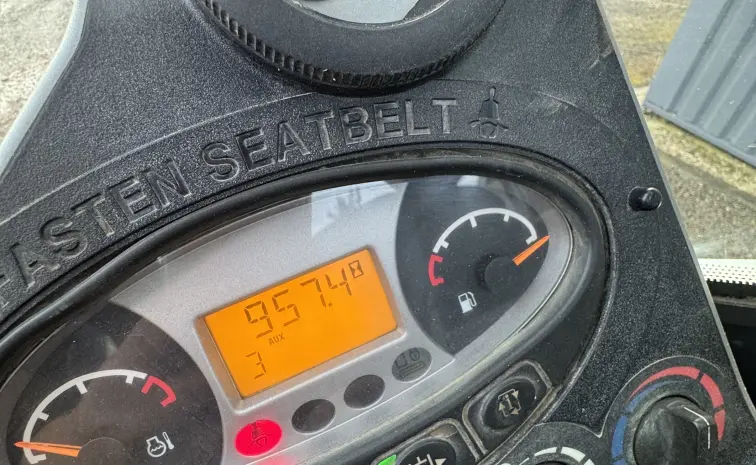 FASTEN SEATBELT
957.4
AUX
3